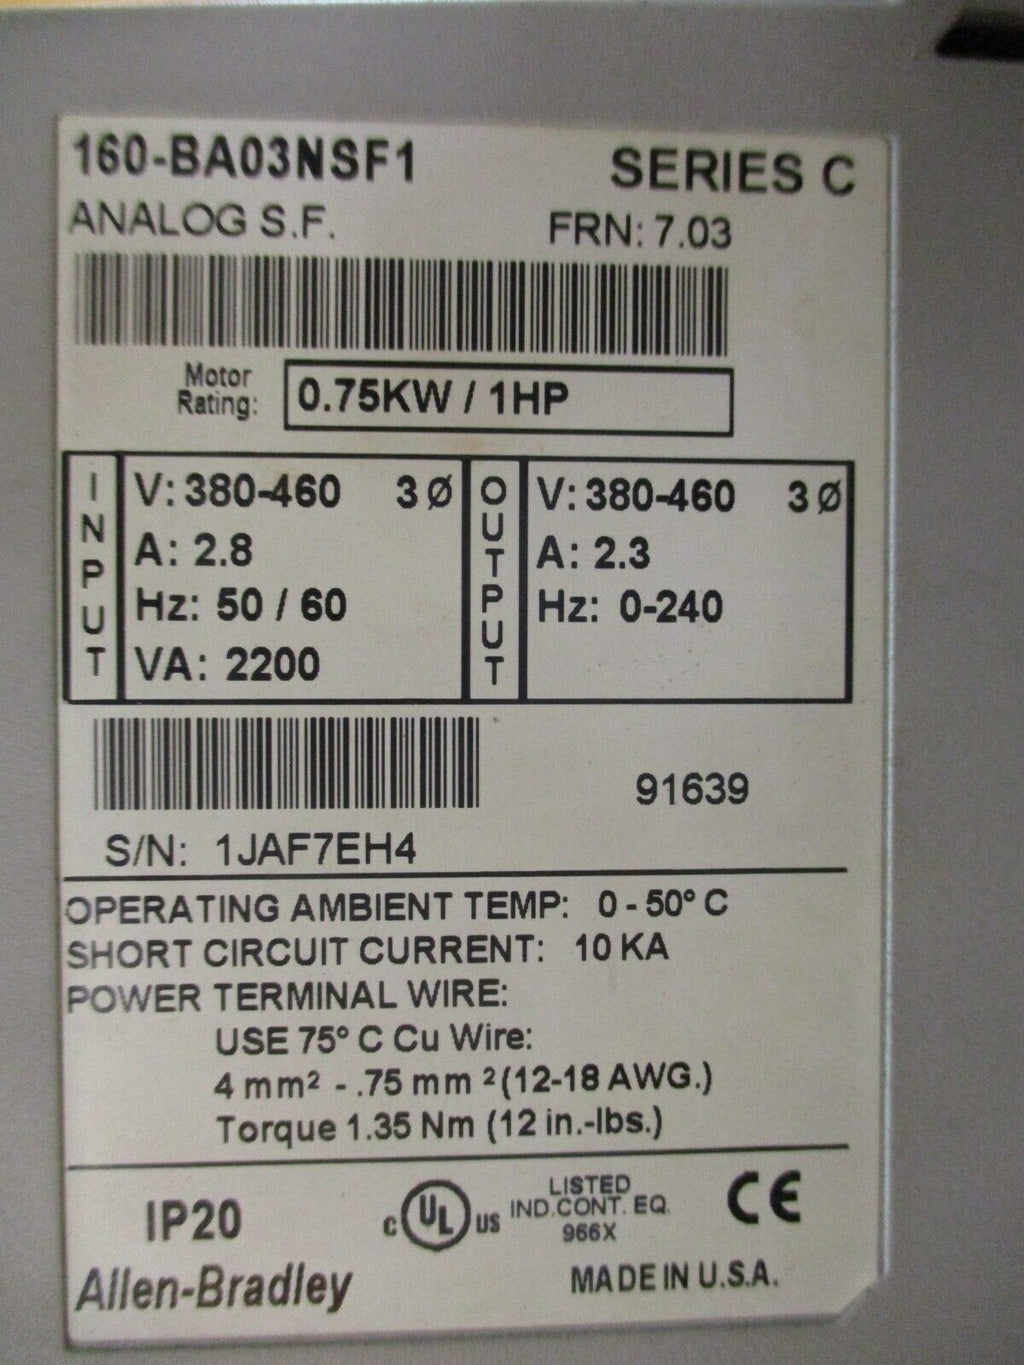 160-BA03NSF1 SERIES C
ANALOG S.F. FRN: 7.03
Motor Rating: 0.75KW / 1HP
INPUT
V: 380-460 3Ø
A: 2.8
Hz: 50 / 60
VA: 2200
OUTPUT
V: 380-460 3Ø
A: 2.3
Hz: 0-240
91639
S/N: 1JAF7EH4
OPERATING AMBIENT TEMP: 0 - 50° C
SHORT CIRCUIT CURRENT: 10 KA
POWER TERMINAL WIRE:
USE 75° C Cu Wire:
4 mm² - .75 mm ² (12-18 AWG.)
Torque 1.35 Nm (12 in.-lbs.)
IP20
c UL us
LISTED
IND.CONT. EQ.
966X
CE
Allen-Bradley
MADE IN U.S.A.